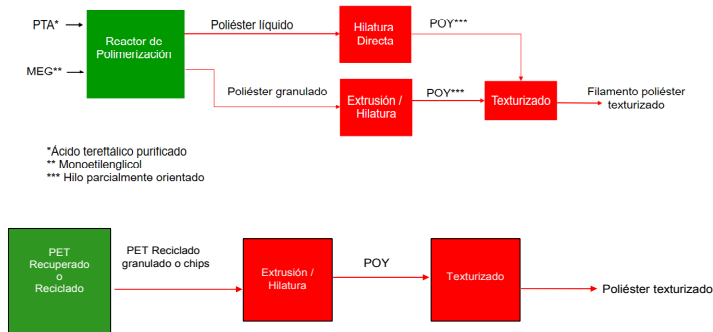 PTA*
MEG**
Reactor de
Polimerización
Poliéster líquido
Poliéster granulado
Hilatura
Directa
POY***
Extrusión /
Hilatura
POY***
Texturizado
Filamento poliéster
texturizado
*Ácido tereftálico purificado
** Monoetilenglicol
*** Hilo parcialmente orientado
PET
Recuperado
o
Reciclado
PET Reciclado
granulado o chips
Extrusión /
Hilatura
POY
Texturizado
Poliéster texturizado